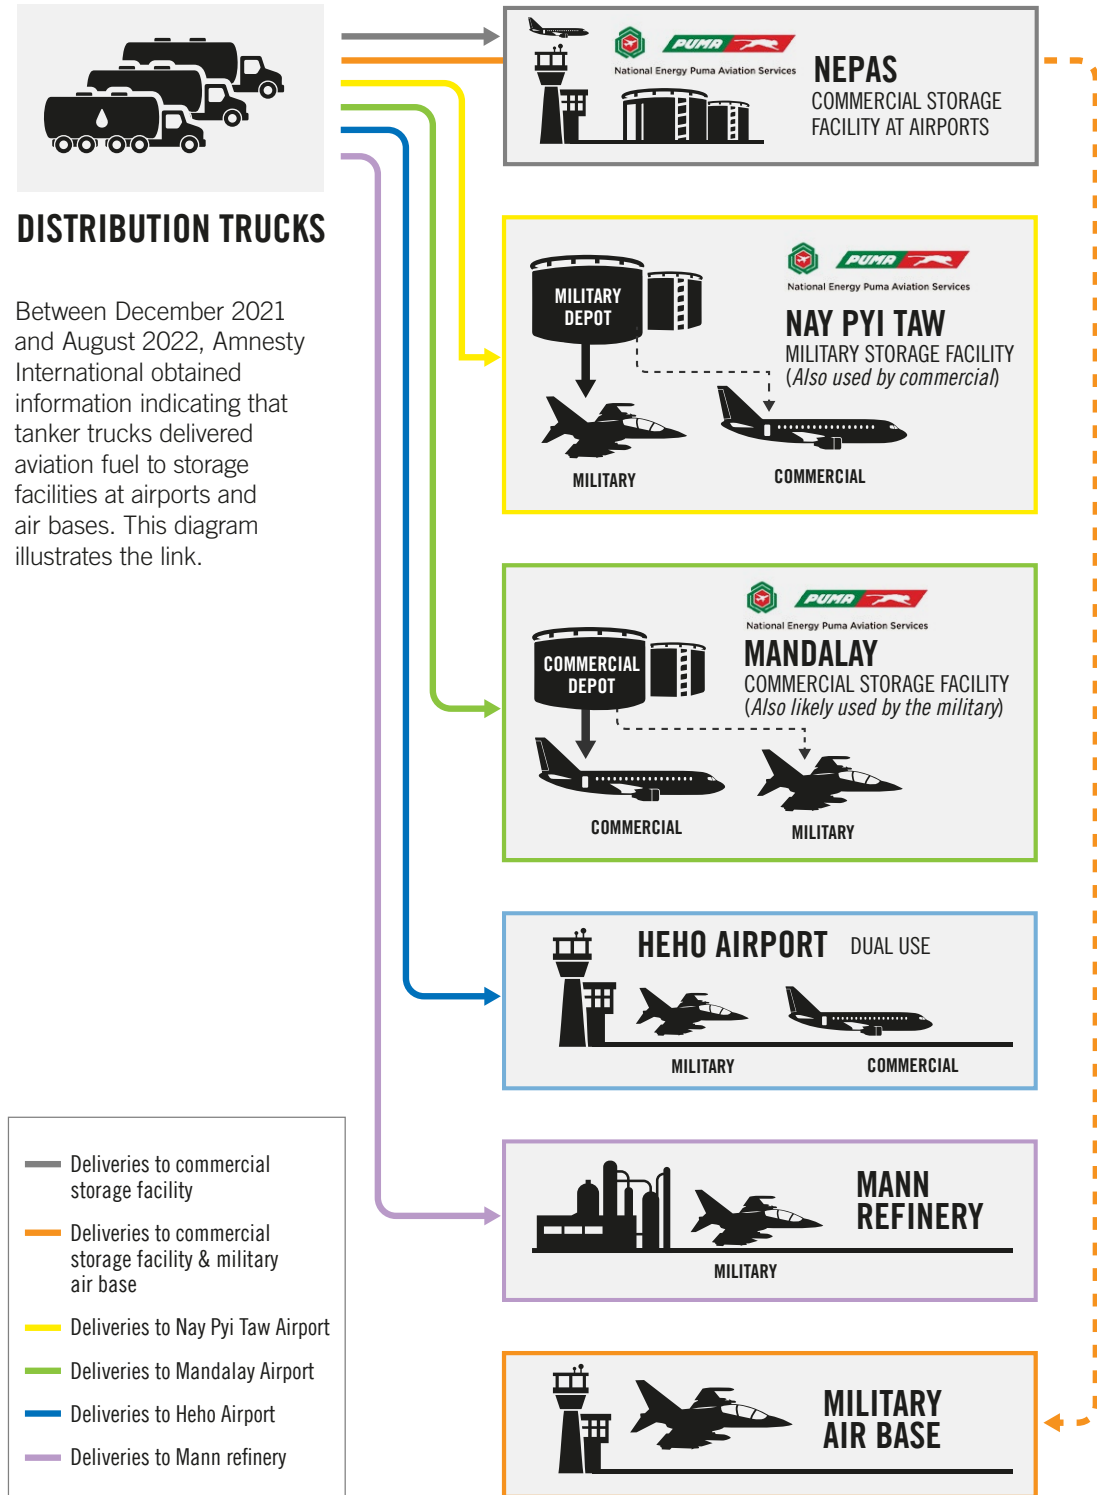 DISTRIBUTION TRUCKS
Between December 2021
and August 2022, Amnesty
International obtained
information indicating that
tanker trucks delivered
aviation fuel to storage
facilities at airports and
air bases. This diagram
illustrates the link.
PUMA
National Energy Puma Aviation Services
NEPAS
COMMERCIAL STORAGE
FACILITY AT AIRPORTS
PUMA
National Energy Puma Aviation Services
MILITARY
DEPOT
NAY PYI TAW
MILITARY STORAGE FACILITY
(Also used by commercial)
MILITARY
COMMERCIAL
PUMA
National Energy Puma Aviation Services
COMMERCIAL
DEPOT
MANDALAY
COMMERCIAL STORAGE FACILITY
(Also likely used by the military)
COMMERCIAL
MILITARY
HEHO AIRPORT DUAL USE
MILITARY
COMMERCIAL
MANN
REFINERY
MILITARY
MILITARY
AIR BASE
Deliveries to commercial
storage facility
Deliveries to commercial
storage facility & military
air base
Deliveries to Nay Pyi Taw Airport
Deliveries to Mandalay Airport
Deliveries to Heho Airport
Deliveries to Mann refinery